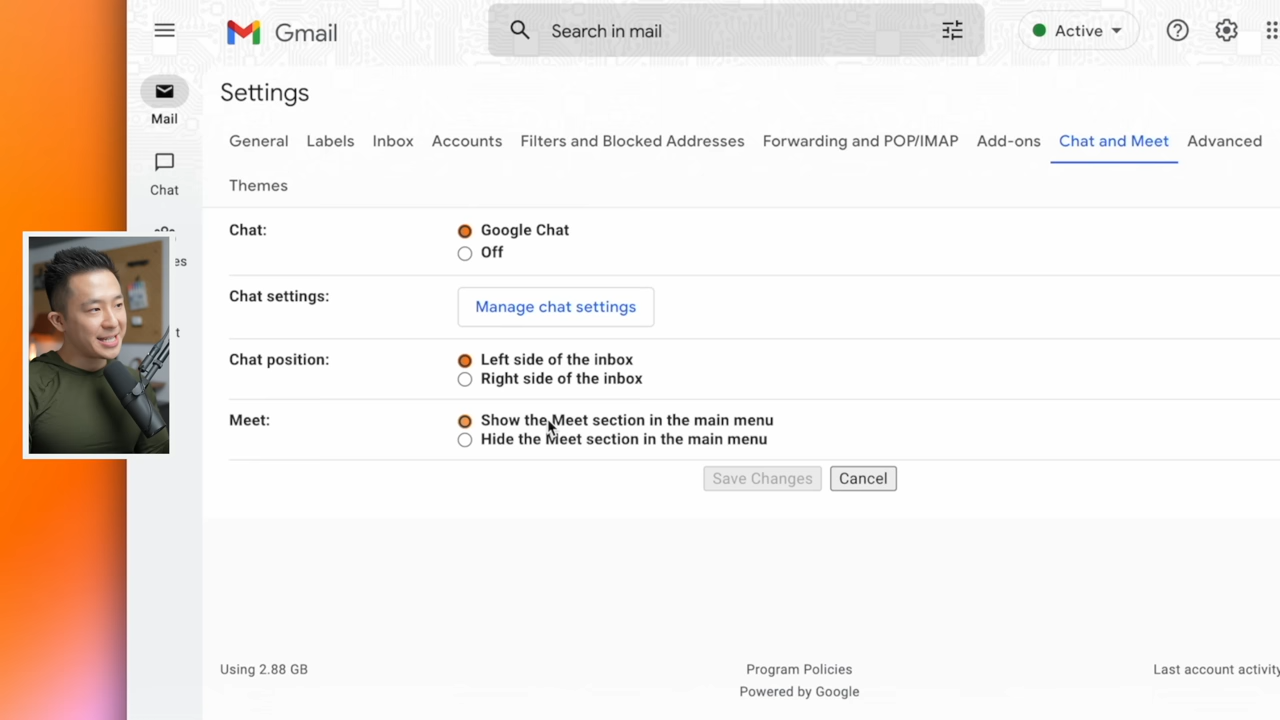 Gmail
Search in mail
Active
Mail
Settings
General Labels Inbox Accounts Filters and Blocked Addresses Forwarding and POP/IMAP Add-ons Chat and Meet Advanced
Chat
Themes
Chat:
Google Chat
Off
es
Chat settings:
Manage chat settings
t
Chat position:
Left side of the inbox
Right side of the inbox
Meet:
Show the Meet section in the main menu
Hide the Meet section in the main menu
Save Changes Cancel
Using 2.88 GB
Program Policies
Last account activity
Powered by Google